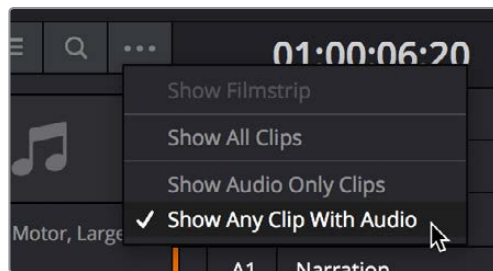 01:00:06:20
Show Filmstrip
Show All Clips
Show Audio Only Clips
Show Any Clip With Audio
Motor, Large
A1 Narration